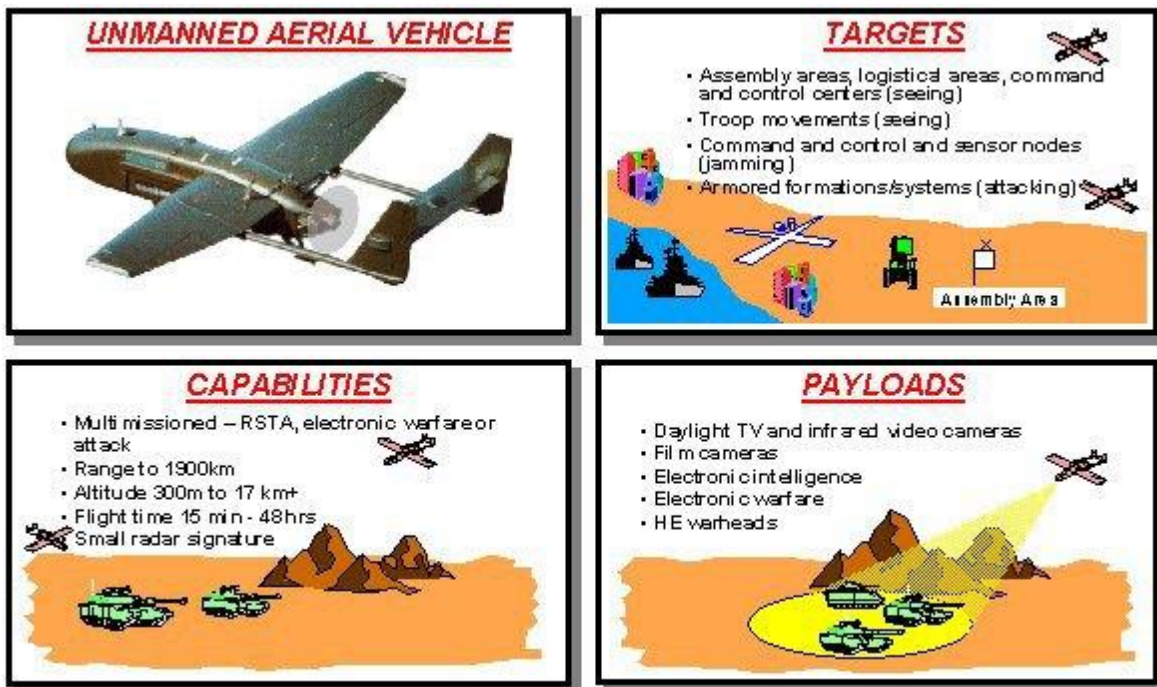 UNMANNED AERIAL VEHICLE
TARGETS
• Assembly areas, logistical areas, command
and control centers (seeing)
• Troop movements (seeing)
• Command and control and sensor nodes
(jamming)
• Armored formations/systems (attacking)
Assembly Area
CAPABILITIES
• Multi missioned – RSTA, electronic warfare or
attack
• Range to 1900km
• Altitude 300m to 17 km+
• Flight time 15 min - 48hrs
• Small radar signature
PAYLOADS
• Daylight TV and infrared video cameras
• Film cameras
• Electronic intelligence
• Electronic warfare
• HE warheads